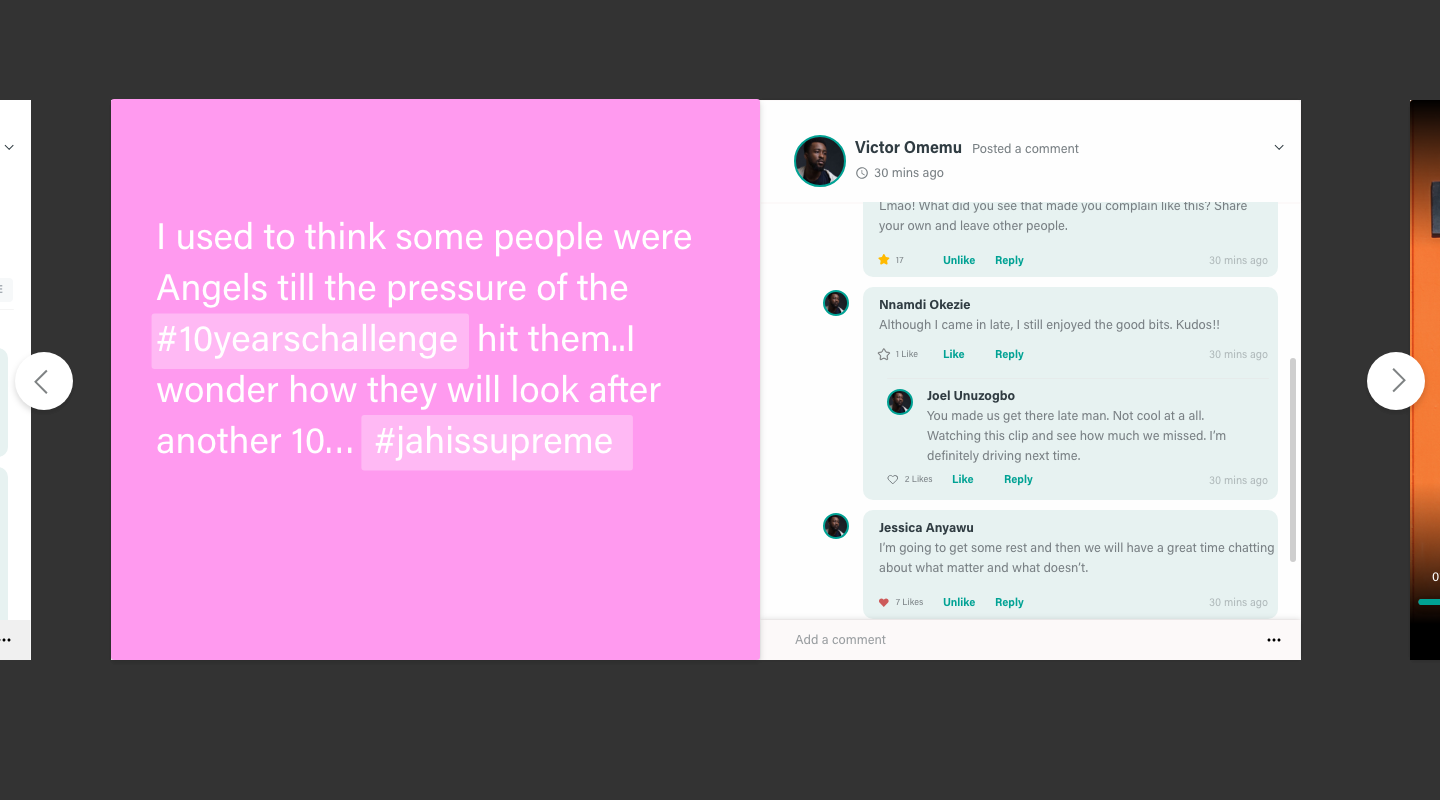 I used to think some people were
Angels till the pressure of the
#10yearschallenge hit them..I
wonder how they will look after
another 10... #jahissupreme
Victor Omemu Posted a comment
30 mins ago
Lmao! What did you see that made you complain like this? Share
your own and leave other people.
17 Unlike Reply 30 mins ago
Nnamdi Okezie
Although I came in late, I still enjoyed the good bits. Kudos!!
1 Like Like Reply 30 mins ago
Joel Unuzogbo
You made us get there late man. Not cool at a all.
Watching this clip and see how much we missed. I'm
definitely driving next time.
2 Likes Like Reply 30 mins ago
Jessica Anyawu
I'm going to get some rest and then we will have a great time chatting
about what matter and what doesn't.
7 Likes Unlike Reply 30 mins ago
Add a comment